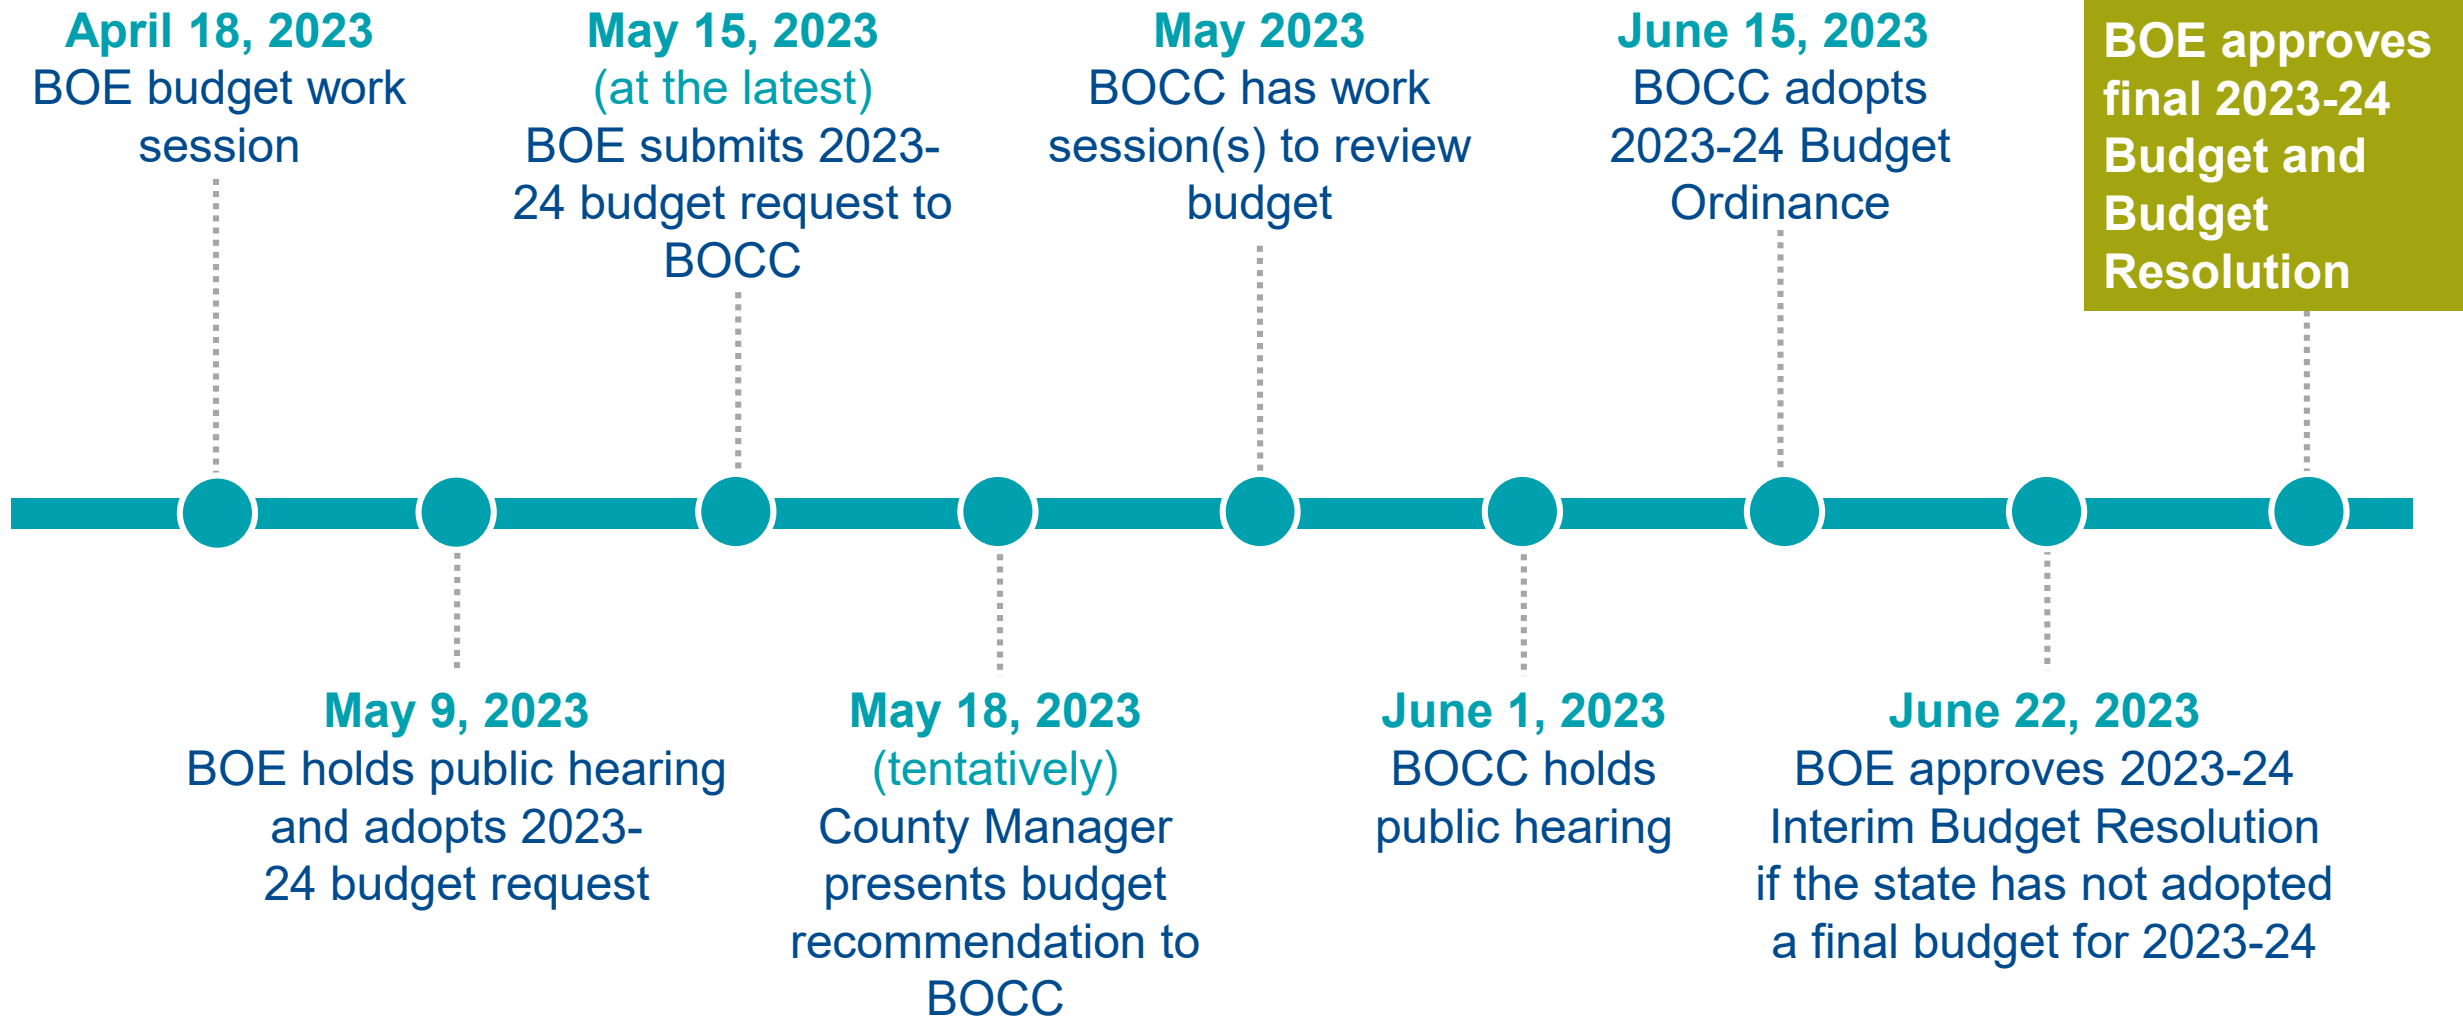 April 18, 2023
BOE budget work
session
May 15, 2023
(at the latest)
BOE submits 2023-
24 budget request to
BOCC
May 2023
BOCC has work
session(s) to review
budget
June 15, 2023
BOCC adopts
2023-24 Budget
Ordinance
BOE approves
final 2023-24
Budget and
Budget
Resolution
May 9, 2023
BOE holds public hearing
and adopts 2023-
24 budget request
May 18, 2023
(tentatively)
County Manager
presents budget
recommendation to
BOCC
June 1, 2023
BOCC holds
public hearing
June 22, 2023
BOE approves 2023-24
Interim Budget Resolution
if the state has not adopted
a final budget for 2023-24